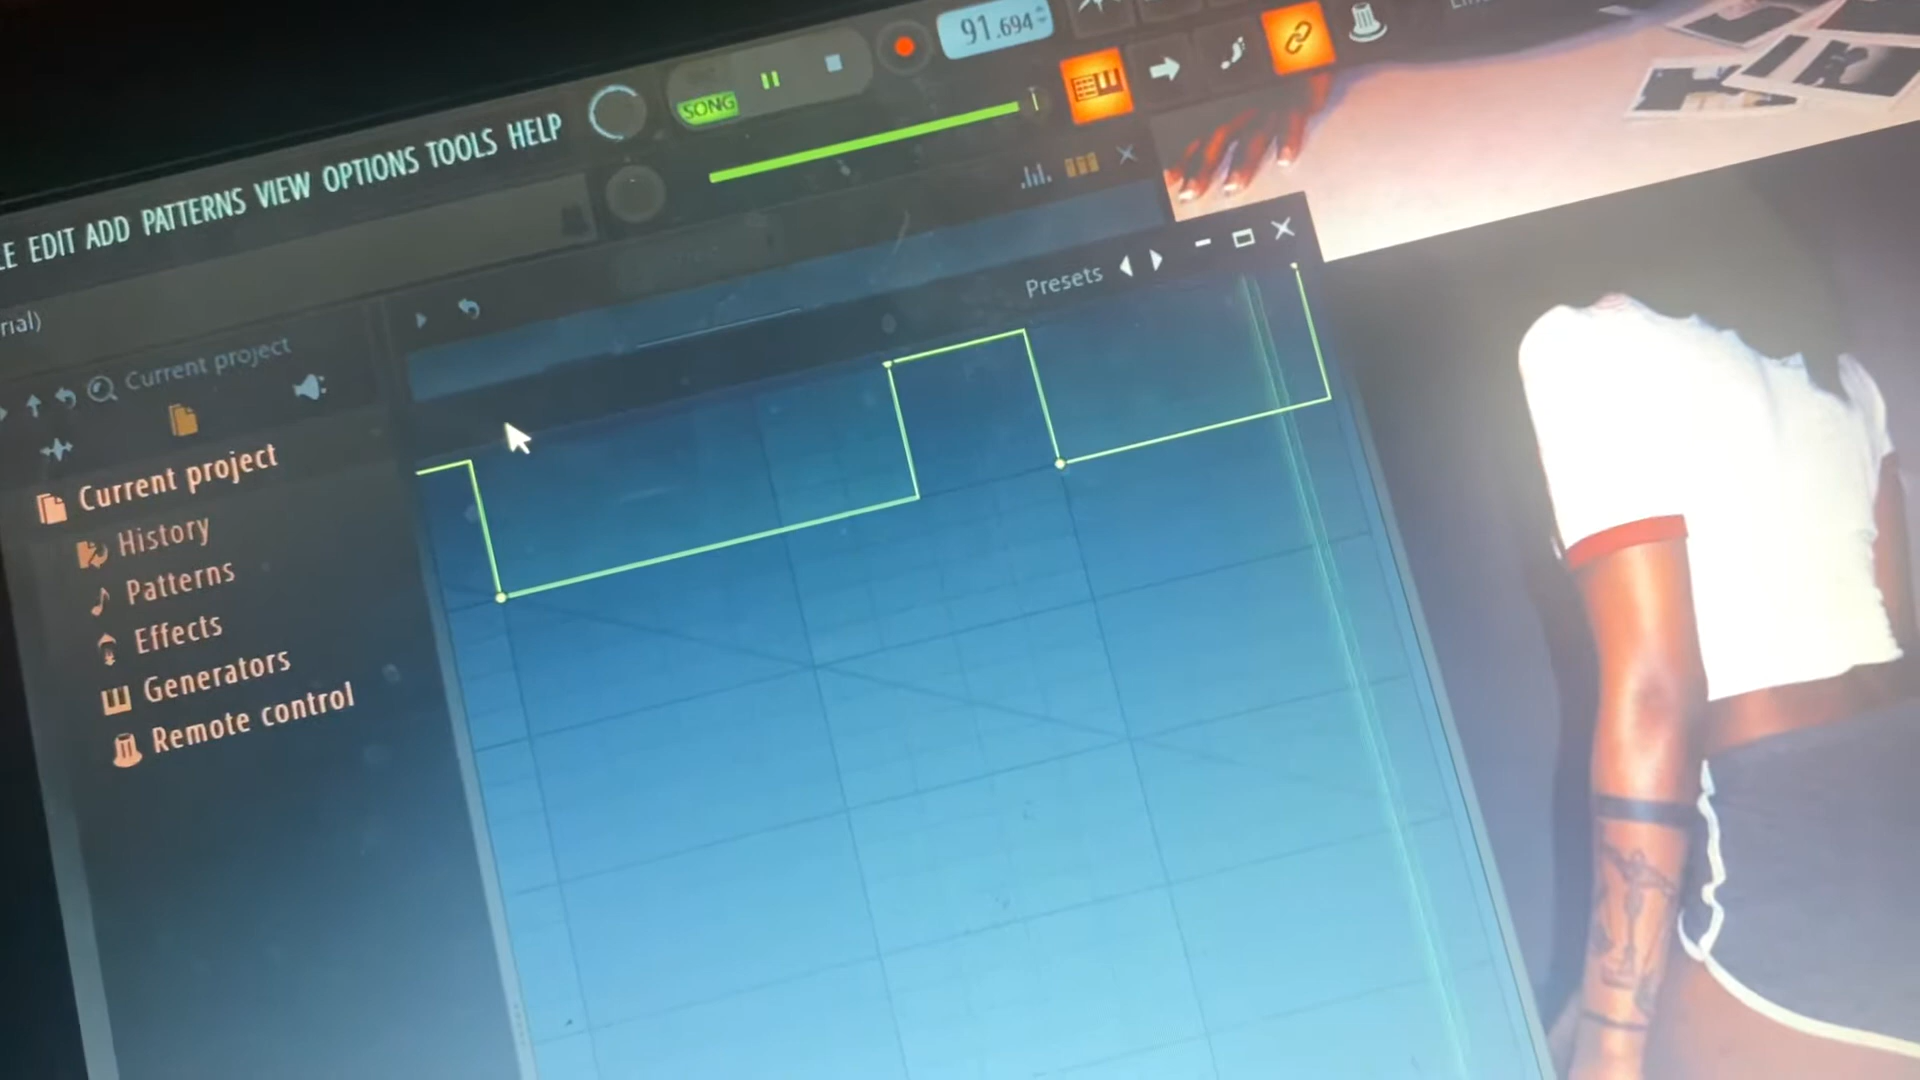 91.694
SONG
LE EDIT ADD PATTERNS VIEW OPTIONS TOOLS HELP
rial)
Presets
Current project
Current project
History
Patterns
Effects
Generators
Remote control